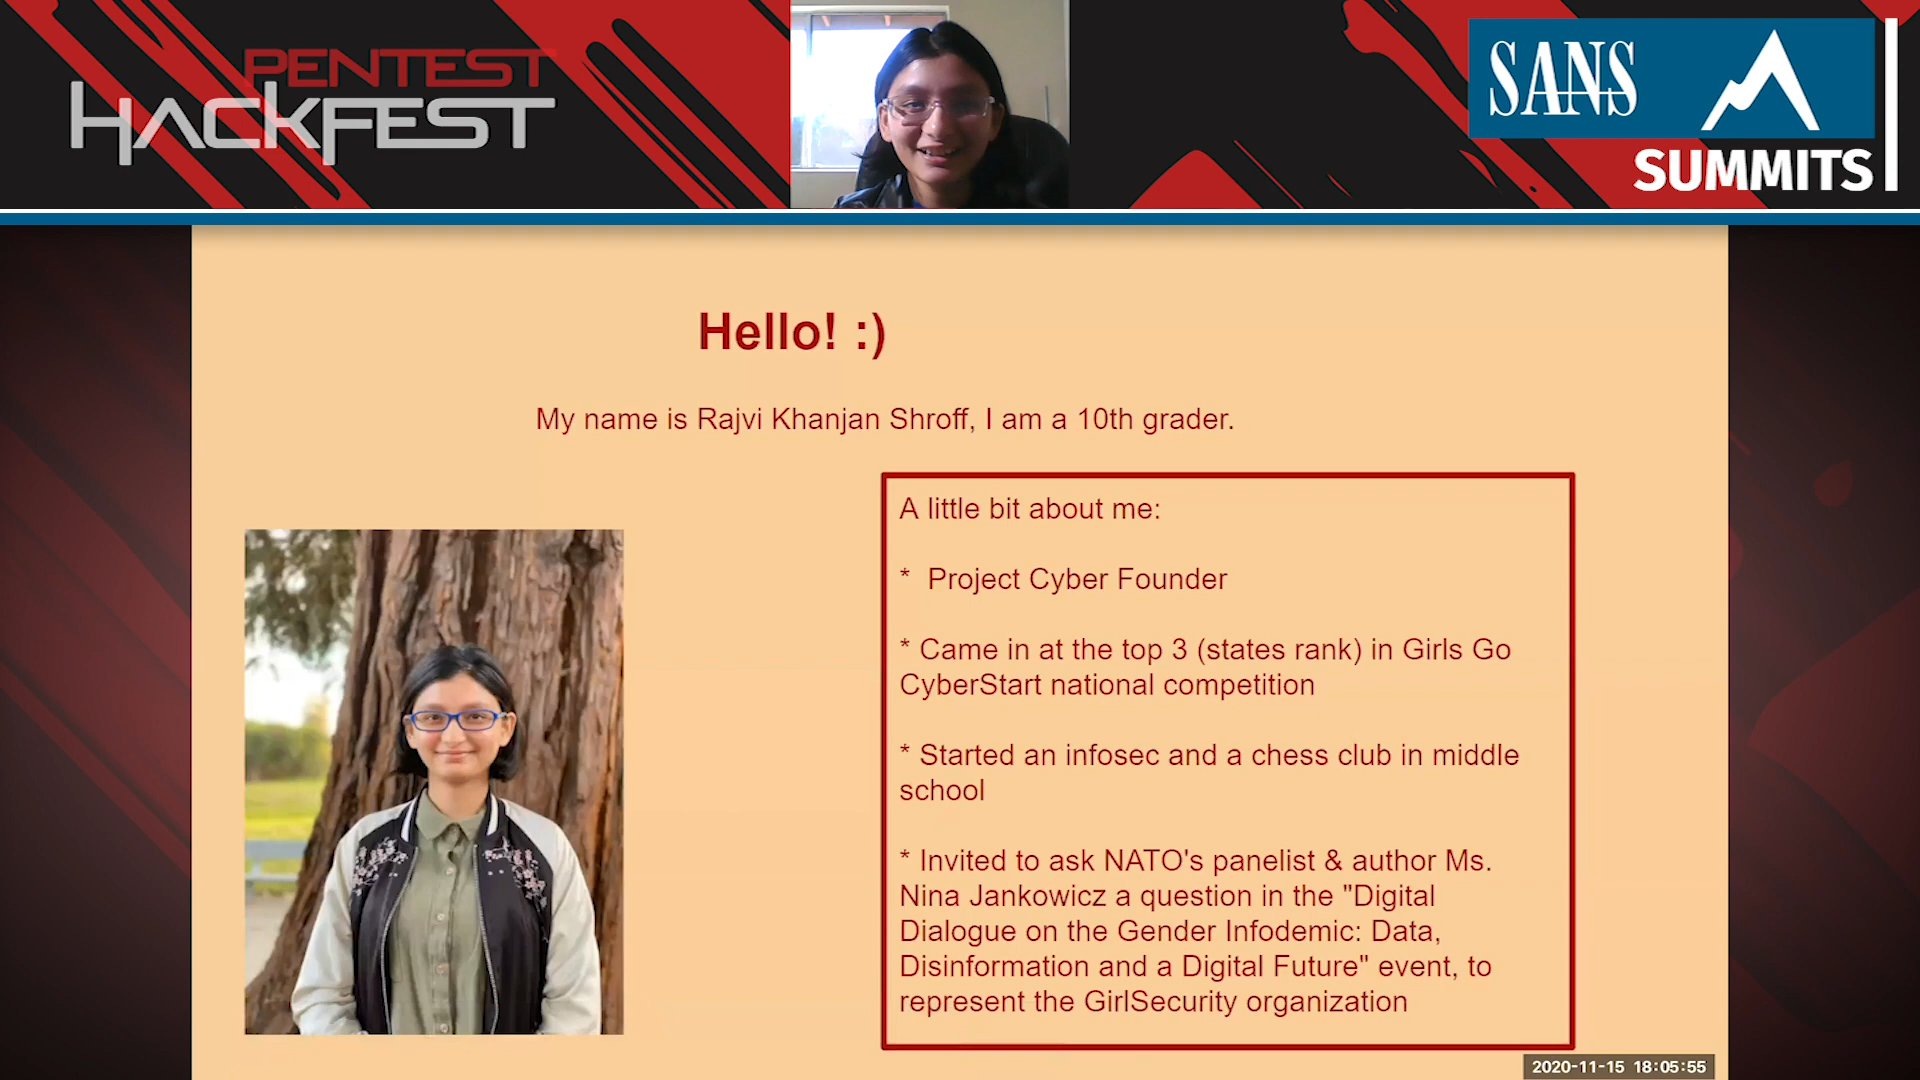 PENTEST
HACKFEST
SANS
SUMMITS
Hello! :)
My name is Rajvi Khanjan Shroff, I am a 10th grader.
A little bit about me:
* Project Cyber Founder
* Came in at the top 3 (states rank) in Girls Go
CyberStart national competition
* Started an infosec and a chess club in middle
school
* Invited to ask NATO's panelist & author Ms.
Nina Jankowicz a question in the "Digital
Dialogue on the Gender Infodemic: Data,
Disinformation and a Digital Future" event, to
represent the GirlSecurity organization
2020-11-15 18:05:55